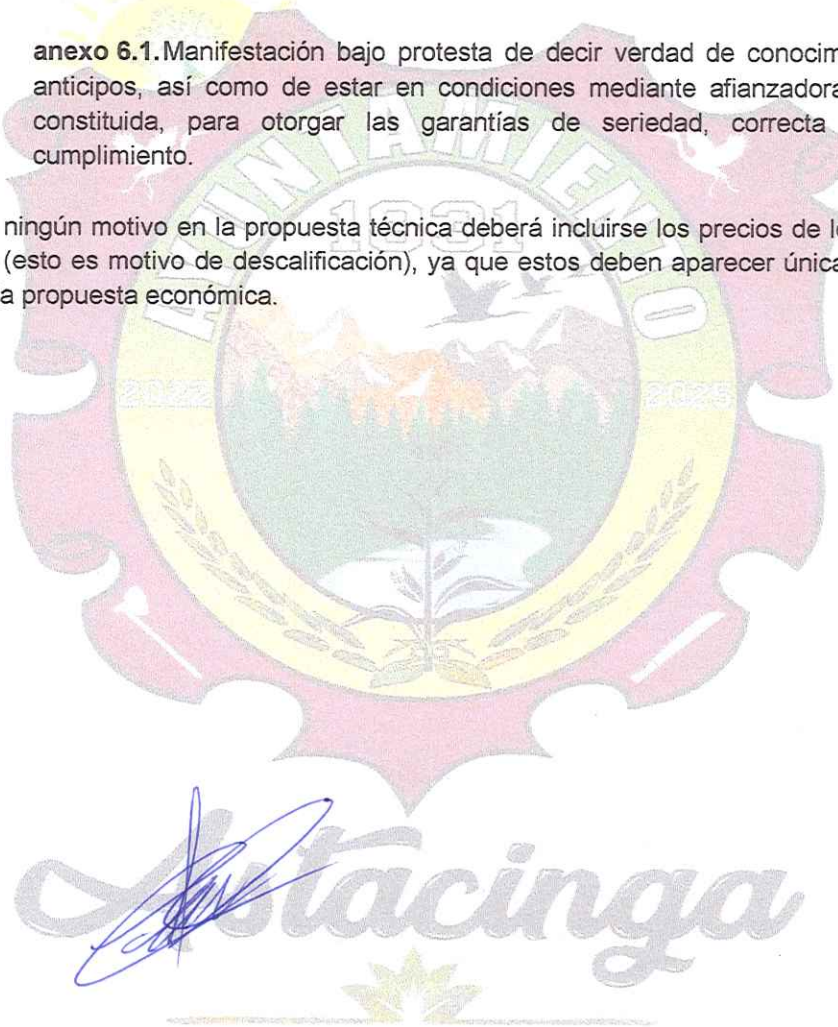 anexo 6.1.Manifestación bajo protesta de decir verdad de conocim
anticipos, así como de estar en condiciones mediante afianzadora
constituida, para otorgar las garantías de seriedad, correcta
cumplimiento.
ningún motivo en la propuesta técnica deberá incluirse los precios de l
(esto es motivo de descalificación), ya que estos deben aparecer única
a propuesta económica.
AYUNTAMIENTO
1831
2022 2025
Astacinga